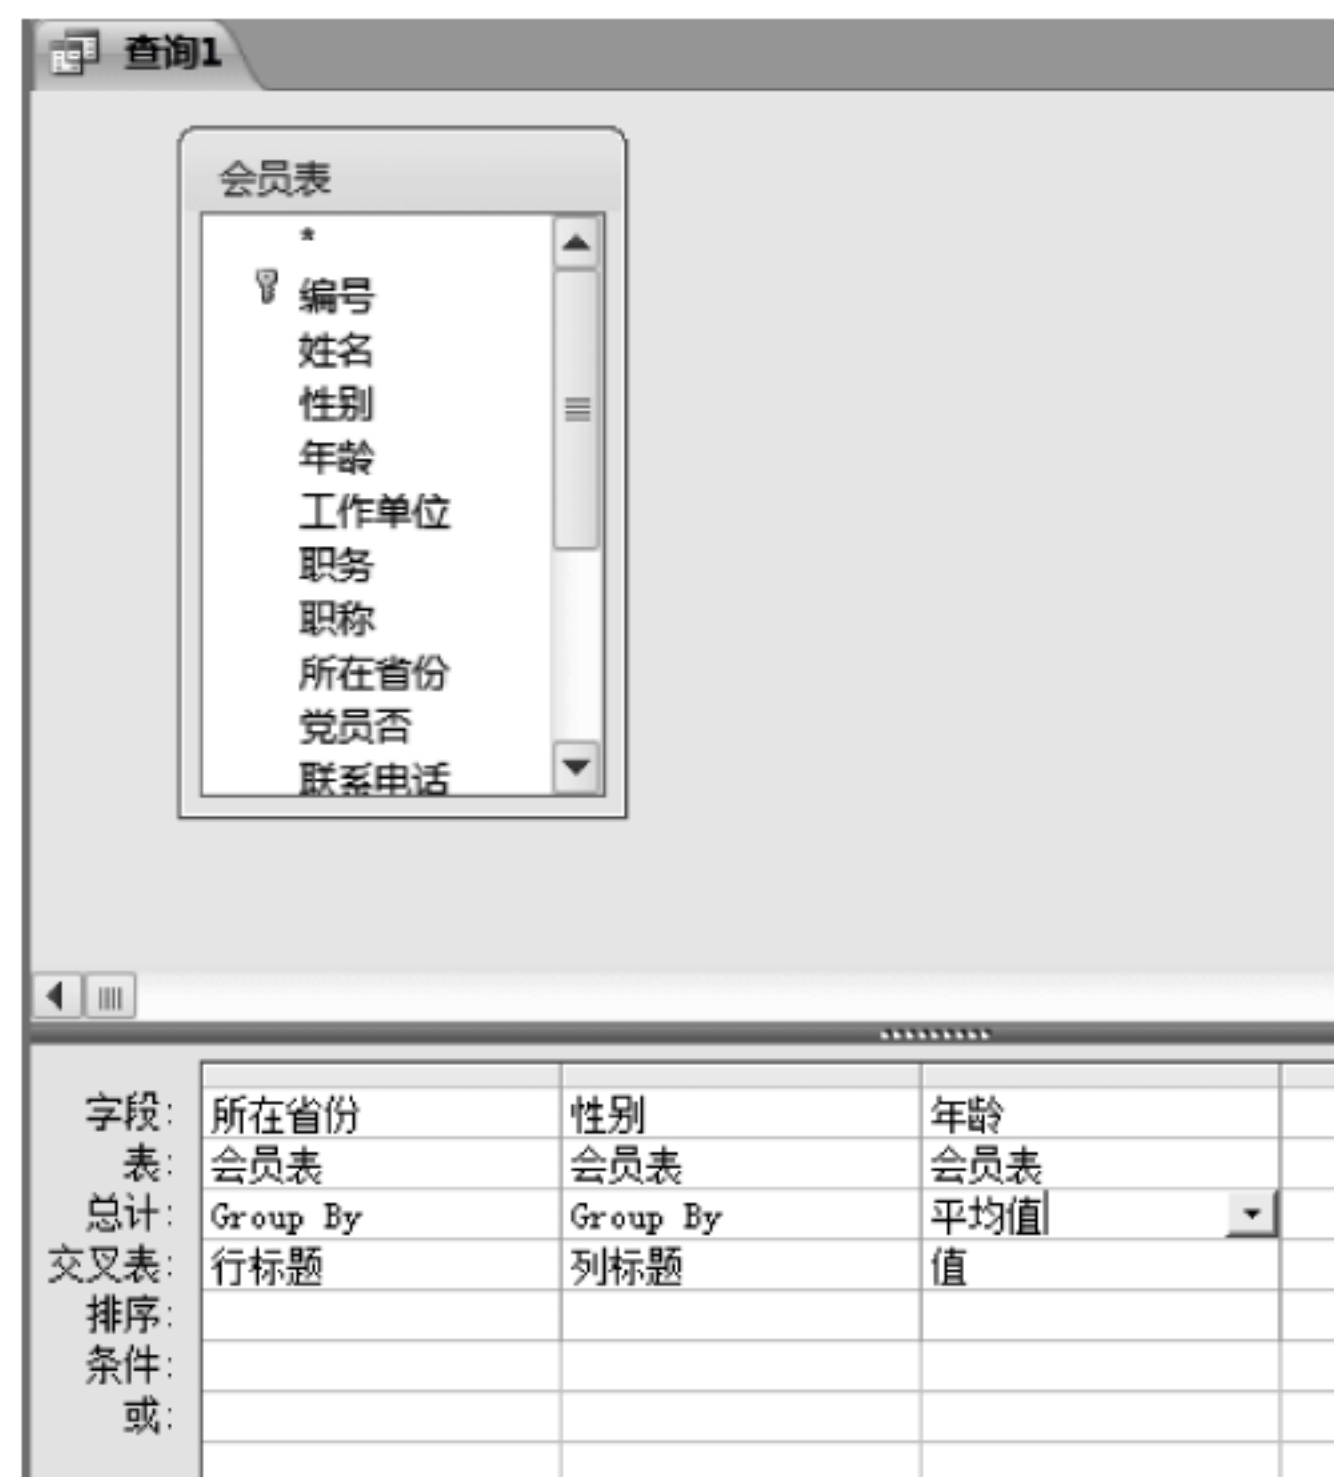 查询1
会员表
*
编号
姓名
性别
年龄
工作单位
职务
职称
所在省份
党员否
联系电话
字段: 所在省份 性别 年龄
表: 会员表 会员表 会员表
总计: Group By Group By 平均值
交叉表: 行标题 列标题 值
排序:
条件:
或: